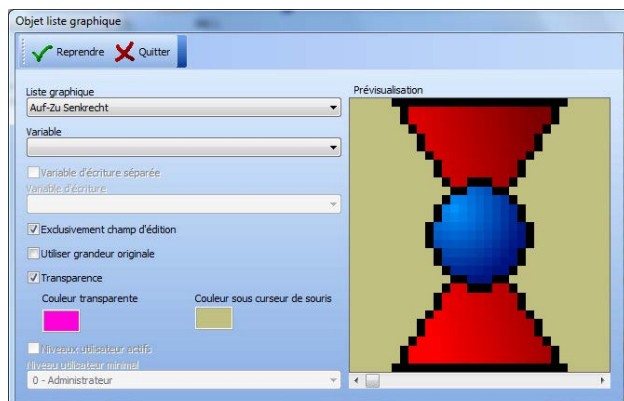 Objet liste graphique
Reprendre Quitter
Liste graphique
Auf-Zu Senkrecht
Variable
Variable d'écriture séparée
Variable d'écriture
Exclusivement champ d'édition
Utiliser grandeur originale
Transparence
Couleur transparente
Couleur sous curseur de souris
Niveaux utilisateur actifs
Niveau utilisateur minimal
0 - Administrateur
Prévisualisation